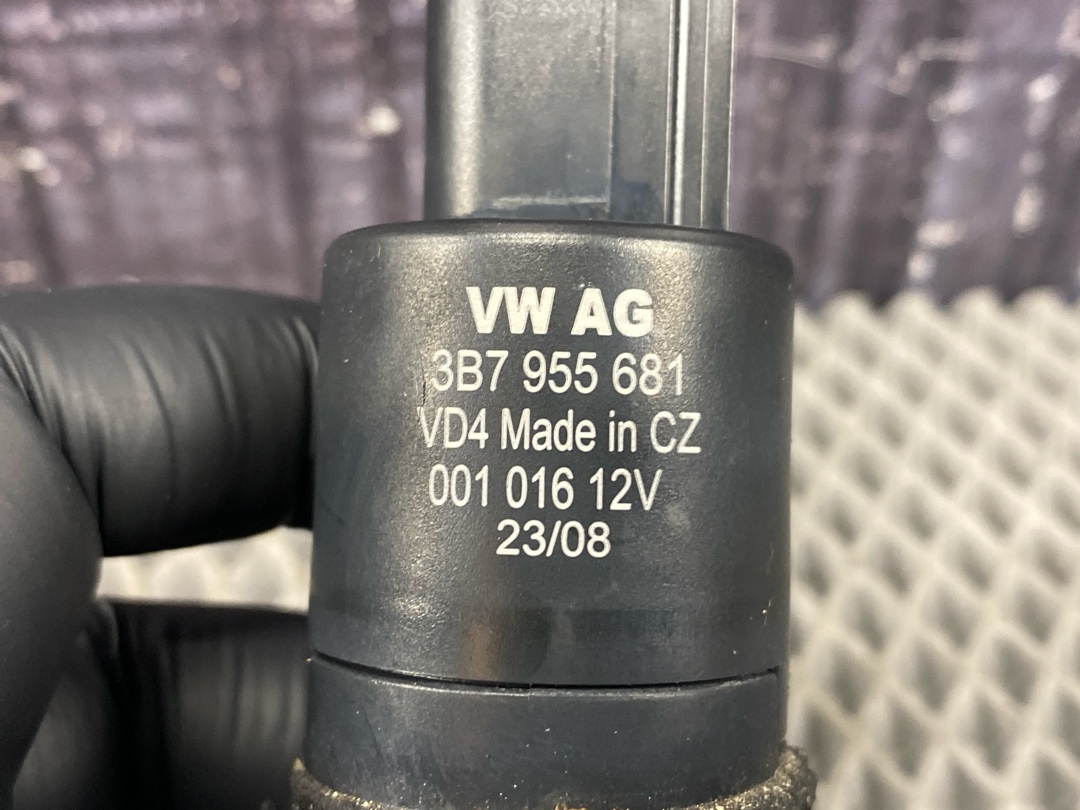 VW AG
3B7 955 681
VD4 Made in CZ
001 016 12V
23/08